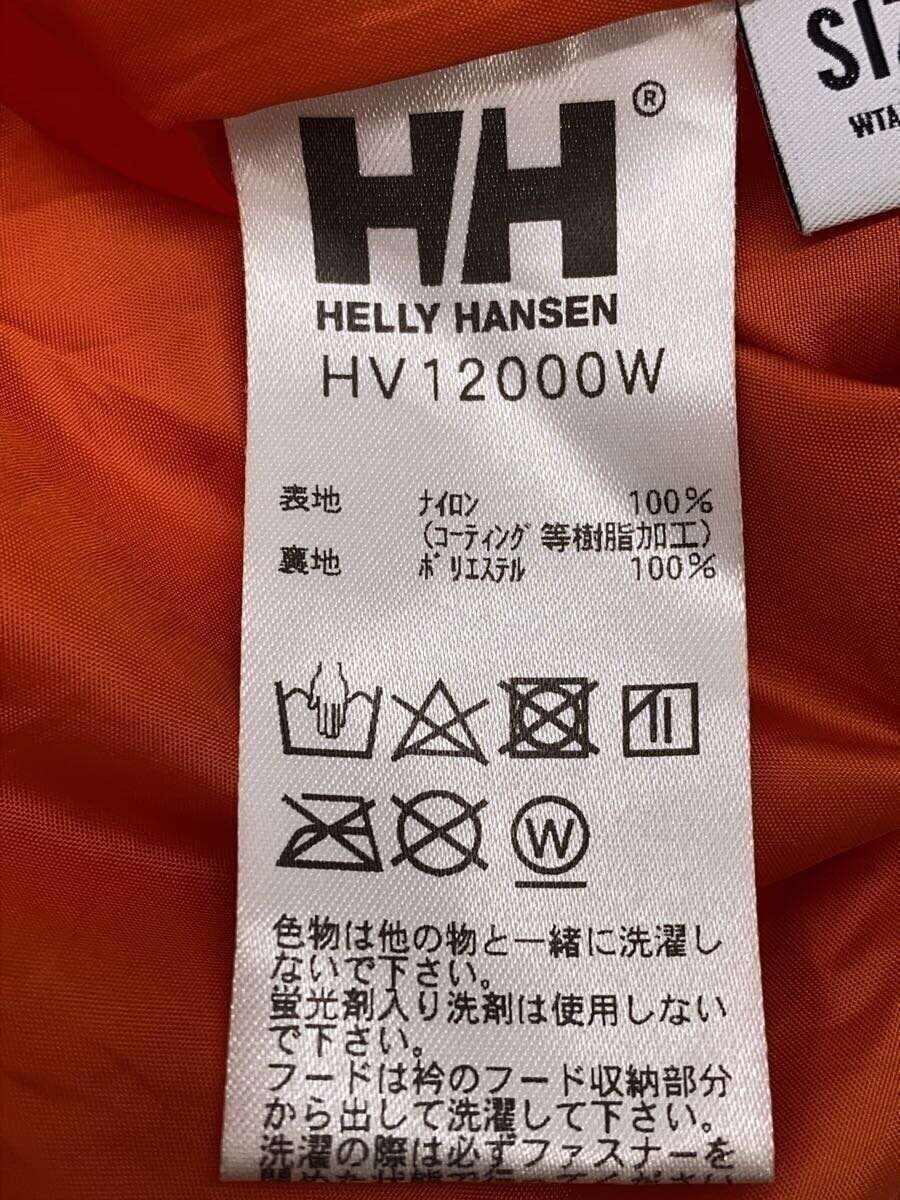 HH®
HELLY HANSEN
HV12000W
表地 ナイロン 100%
(コーティング等樹脂加工)
裏地 ポリエステル 100%
W
色物は他の物と一緒に洗濯し
ないで下さい。
蛍光剤入り洗剤は使用しない
で下さい。
フードは衿のフード収納部分
から出して洗濯して下さい。
洗濯の際は必ずファスナーを